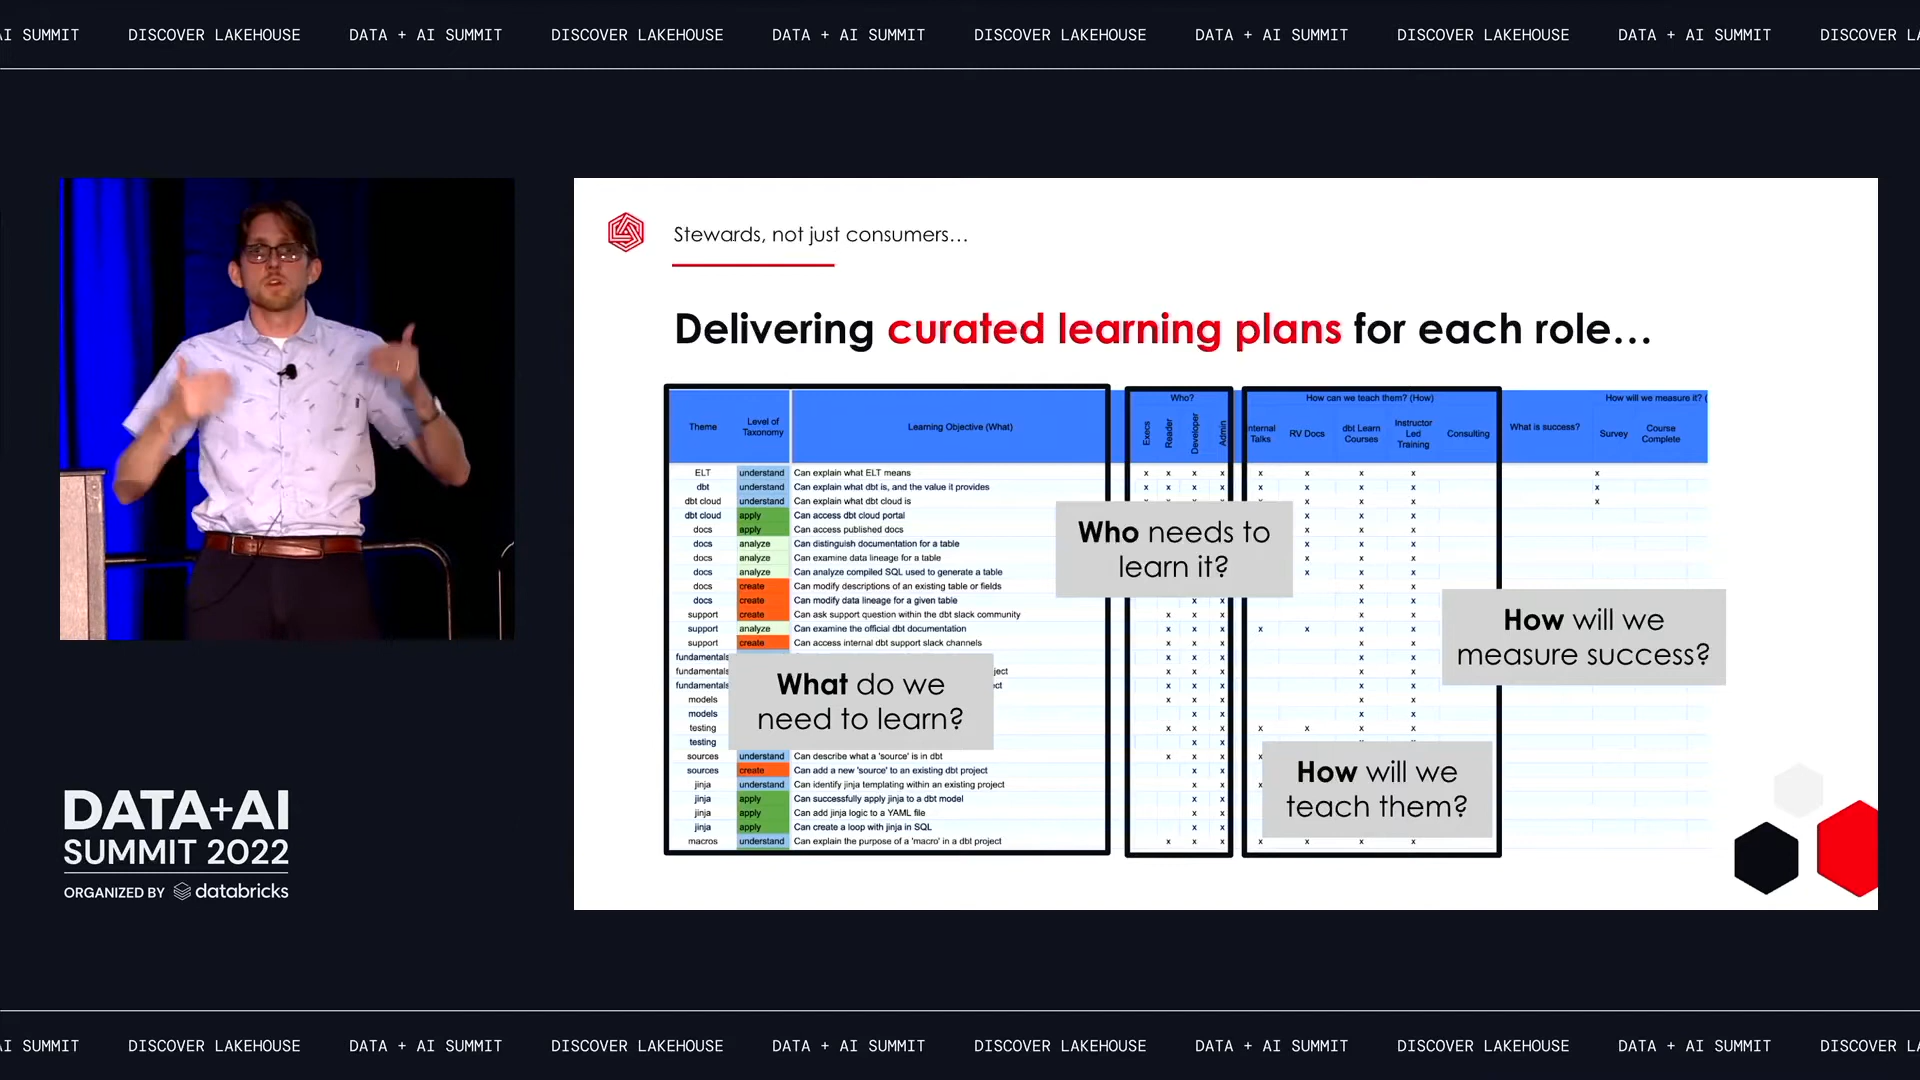 AI SUMMIT DISCOVER LAKEHOUSE DATA + AI SUMMIT DISCOVER LAKEHOUSE DATA + AI SUMMIT DISCOVER LAKEHOUSE DATA + AI SUMMIT DISCOVER LAKEHOUSE DATA + AI SUMMIT DISCOVER
Stewards, not just consumers...
Delivering curated learning plans for each role...
Who?
How can we teach them? (How)
How will we measure it? (
Theme
Level of Taxonomy
Learning Objective (What)
Execs
Reader
Developer
Admin
Talks
RV Docs
dbt Learn Courses
Instructor Led Training
Consulting
What is success?
Survey
Course Complete
ELT understand Can explain what ELT means x x x x x x x x x
dbt understand Can explain what dbt is, and the value it provides x x x x x x x x x
dbt cloud understand Can explain what dbt cloud is x x x x x
dbt cloud apply Can access dbt cloud portal x x x
docs apply Can access published docs x x x
docs analyze Can distinguish documentation for a table x x x
docs analyze Can examine data lineage for a table x x x
docs analyze Can analyze compiled SQL used to generate a table x x x
docs create Can modify descriptions of an existing table or fields x x
docs create Can modify data lineage for a given table x x x x
support create Can ask support question within the dbt slack community x x x x x
support analyze Can examine the official dbt documentation x x x x x x x
support create Can access internal dbt support slack channels x x x x x
fundamentals x x x x x
fundamentals x x x x x
fundamentals x x x x x
models x x x x x
models x x x x
testing x x x x x x x
testing x x
sources understand Can describe what a 'source' is in dbt x x x x
sources create Can add a new 'source' to an existing dbt project x x
jinja understand Can identify jinja templating within an existing project x x x
jinja apply Can successfully apply jinja to a dbt model x x
jinja apply Can add jinja logic to a YAML file x x
jinja apply Can create a loop with jinja in SQL x x
macros understand Can explain the purpose of a 'macro' in a dbt project x x x x x x x
Who needs to
learn it?
How will we
measure success?
What do we
need to learn?
How will we
teach them?
DATA+AI
SUMMIT 2022
ORGANIZED BY databricks
AI SUMMIT DISCOVER LAKEHOUSE DATA + AI SUMMIT DISCOVER LAKEHOUSE DATA + AI SUMMIT DISCOVER LAKEHOUSE DATA + AI SUMMIT DISCOVER LAKEHOUSE DATA + AI SUMMIT DISCOVER